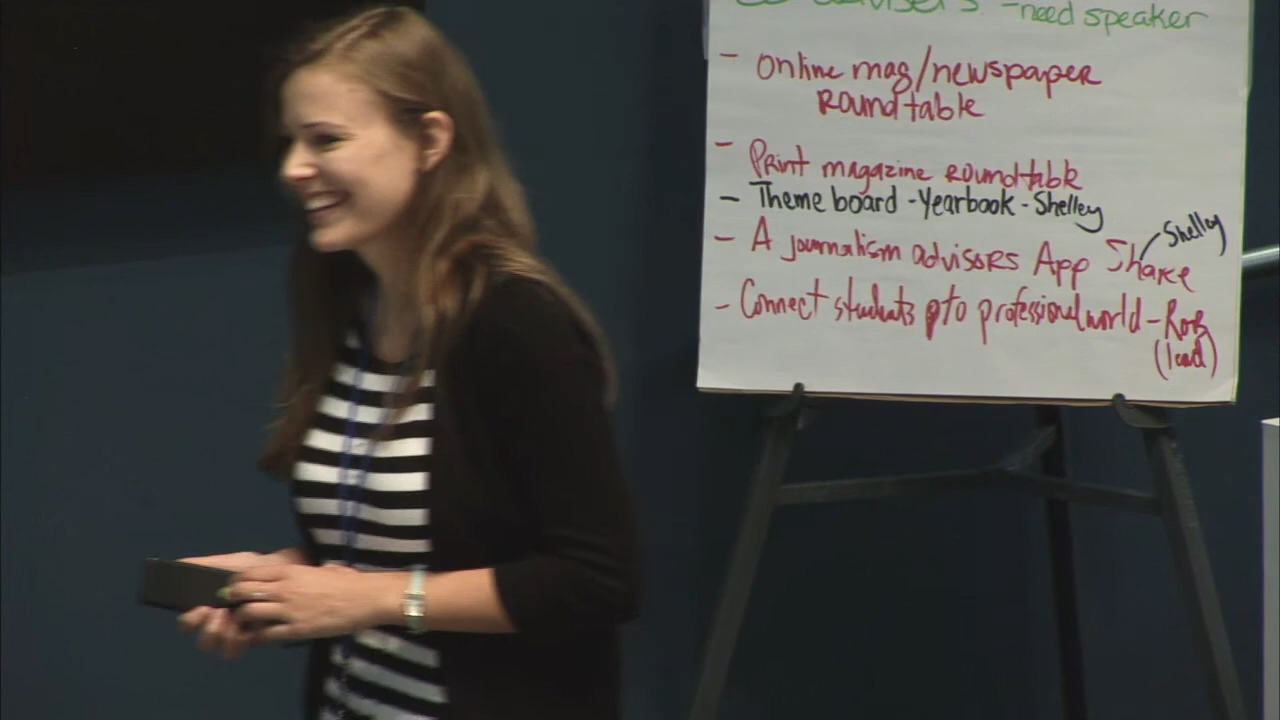 advisers - need speaker
- Online mag/newspaper
Roundtable
- Print magazine roundtable
- Theme board - Yearbook - Shelley
- A journalism advisors App Share
Shelley
- Connect students to professional world - Rob
(lead)